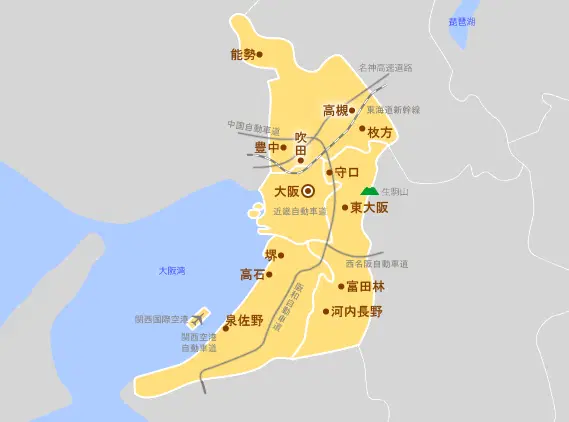 琵琶湖
能勢
名神高速道路
高槻
東海道新幹線
中国自動車道
枚方
吹
田
豊中
守口
大阪
生駒山
東大阪
近畿自動車道
堺
西名阪自動車道
大阪湾
高石
富田林
阪和自動車道
河内長野
関西国際空港
泉佐野
関西空港
自動車道